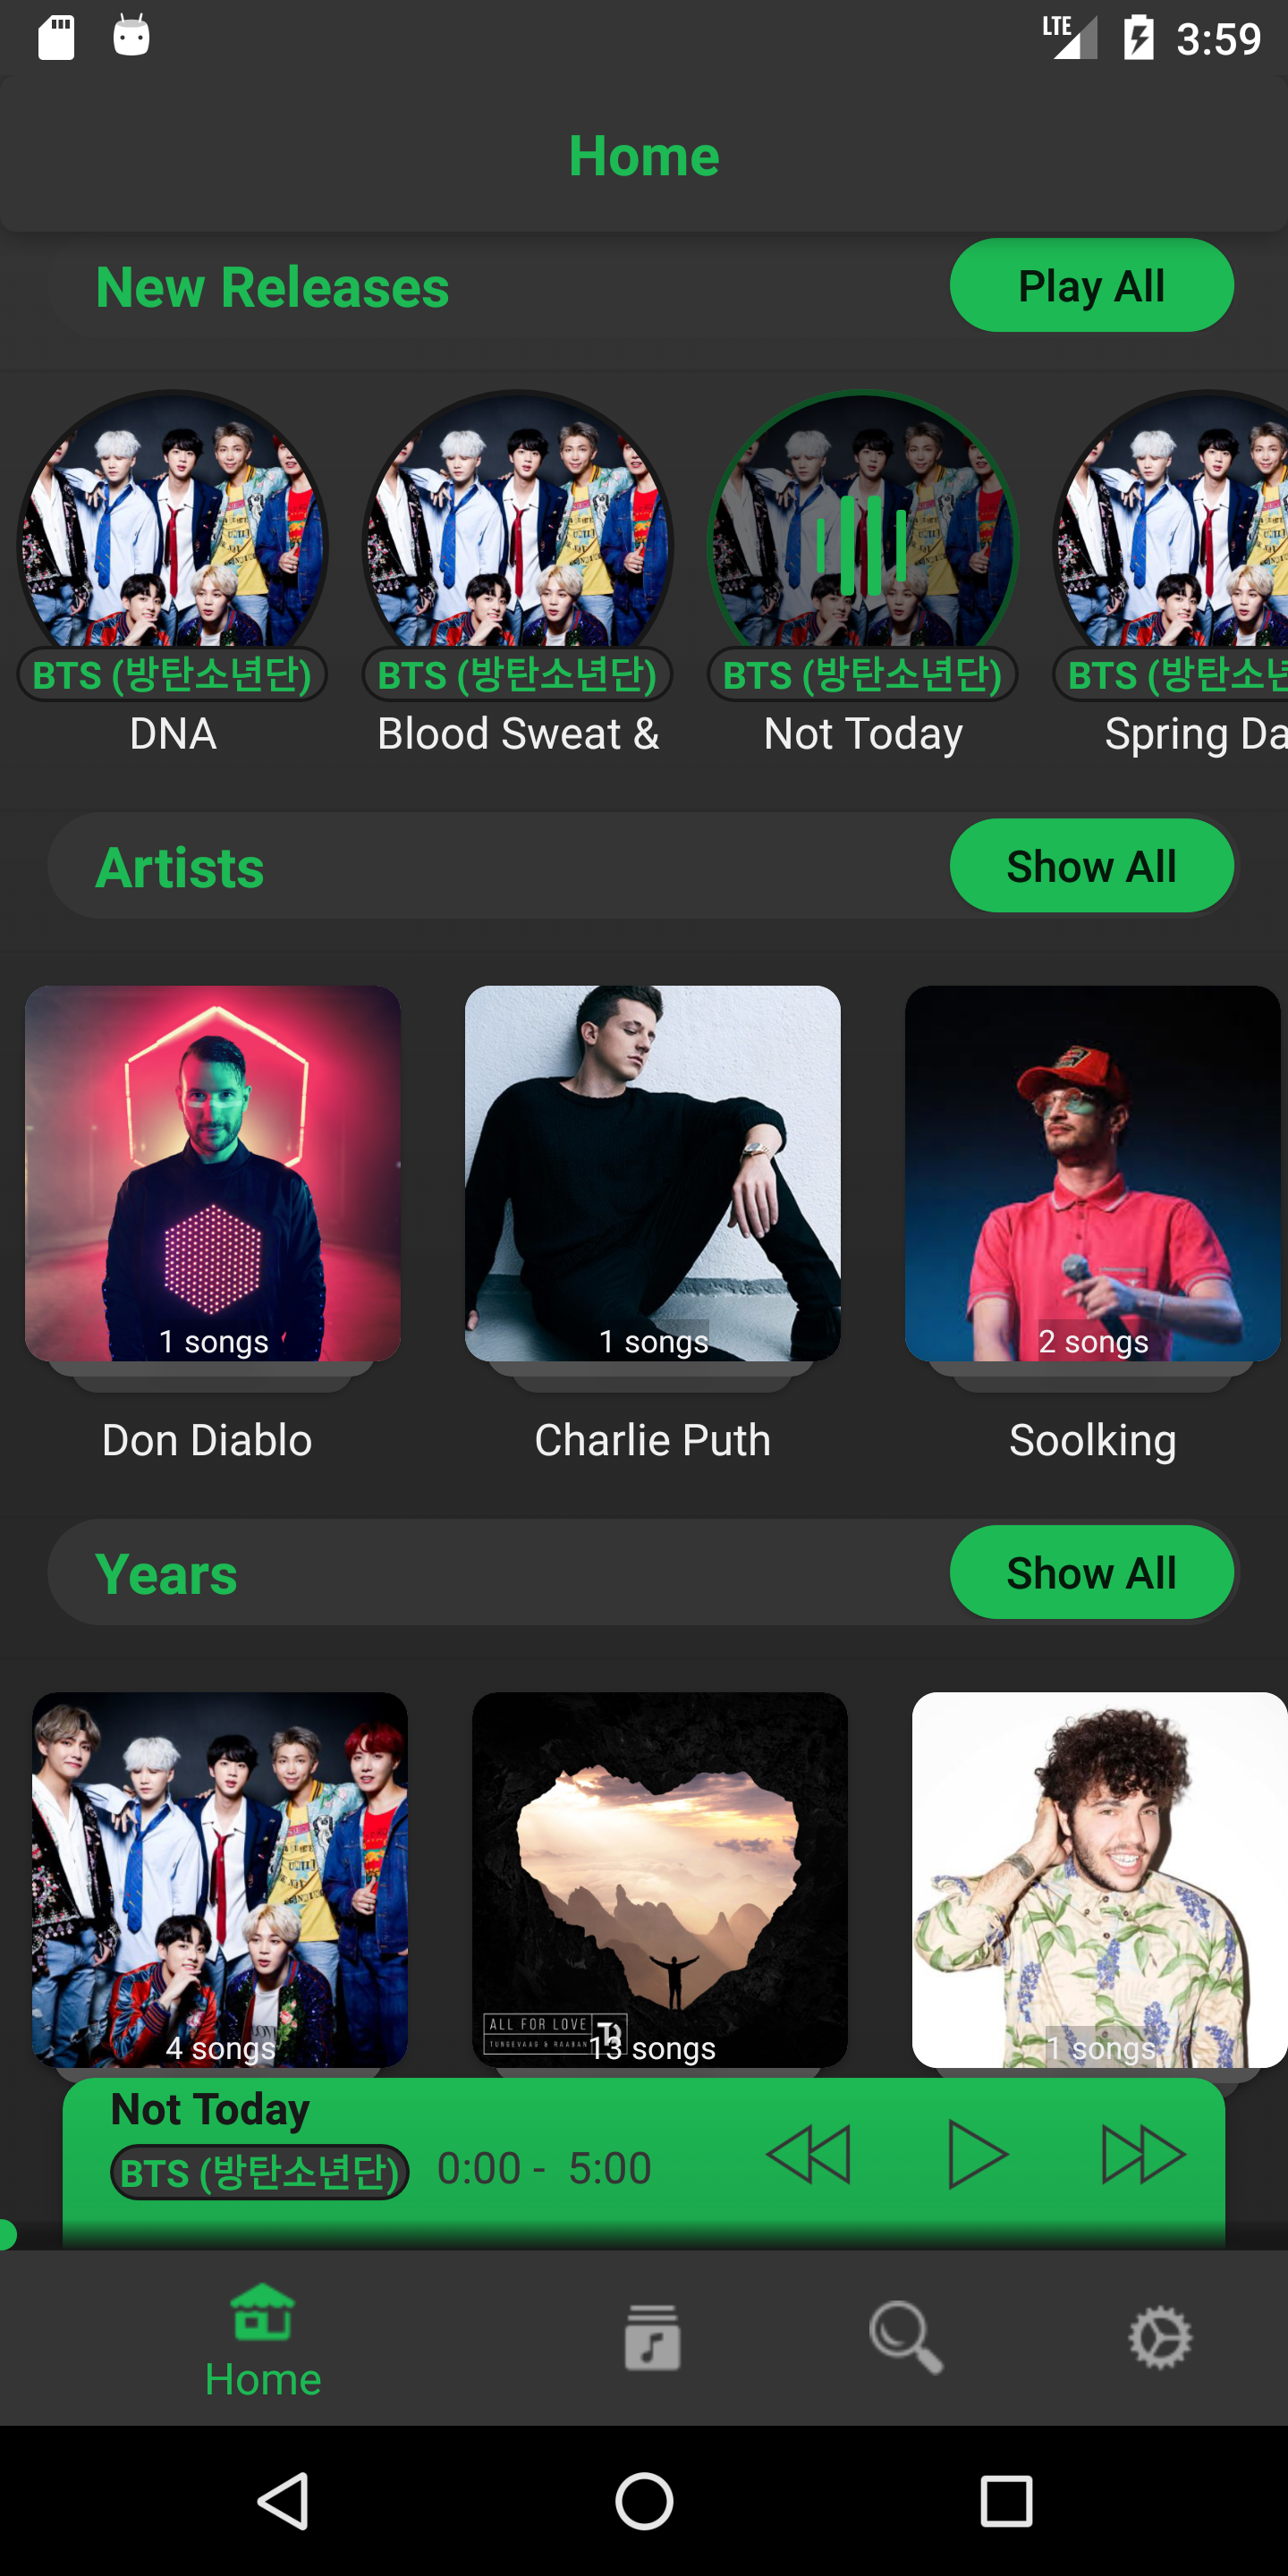 LTE 3:59
Home
New Releases
Play All
BTS (방탄소년단)
DNA
BTS (방탄소년단)
Blood Sweat &
BTS (방탄소년단)
Not Today
BTS (방탄소년
Spring Da
Artists
Show All
1 songs
Don Diablo
1 songs
Charlie Puth
2 songs
Soolking
Years
Show All
4 songs
ALL FOR LOVE
TUNGEVAAG & RAABAN
13 songs
1 songs
Not Today
BTS (방탄소년단)
0:00 - 5:00
Home